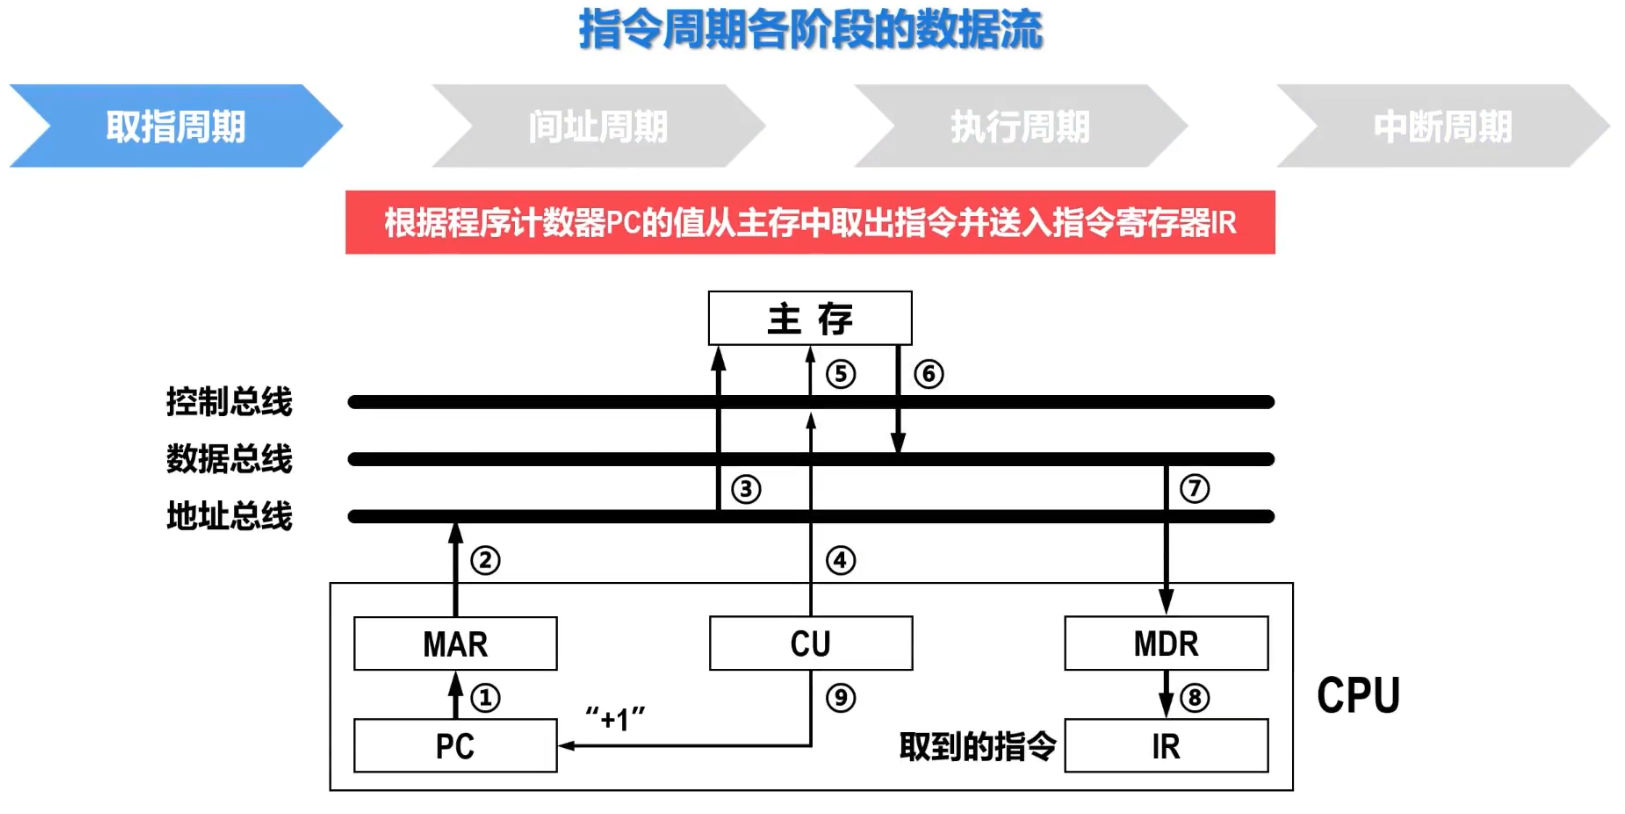 指令周期各阶段的数据流
取指周期
间址周期
执行周期
中断周期
根据程序计数器PC的值从主存中取出指令并送入指令寄存器IR
主 存
⑤
⑥
控制总线
数据总线
③
⑦
地址总线
②
④
MAR
CU
MDR
CPU
①
⑨
⑧
“+1”
PC
取到的指令
IR